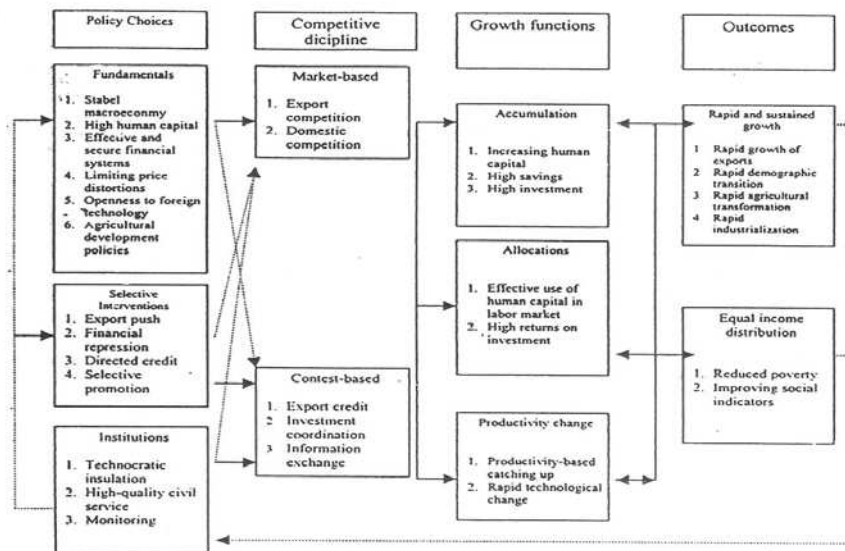 Policy Choices
Fundamentals
1. Stabel
macroeconmy
2. High human capital
3. Effective and
secure financial
systems
4. Limiting price
distortions
5. Openness to foreign
technology
6. Agricultural
development
policies
Selective
Interventions
1. Export push
2. Financial
repression
3. Directed credit
4. Selective
promotion
Institutions
1. Technocratic
insulation
2. High-quality civil
service
3. Monitoring
Competitive
dicipline
Market-based
1. Export
competition
2. Domestic
competition
Contest-based
1. Export credit
2 Investment
coordination
3 Information
exchange
Growth functions
Accumulation
1. Increasing human
capital
2. High savings
3. High investment
Allocations
1. Effective use of
human capital in
labor market
2. High returns on
investment
Productivity change
1. Productivity-based
catching up
2. Rapid technological
change
Outcomes
Rapid and sustained
growth
1 Rapid growth of
exports
2 Rapid demographic
transition
3 Rapid agricultural
transformation
4 Rapid
industrialization
Equal income
distribution
1. Reduced poverty
2. Improving social
indicators